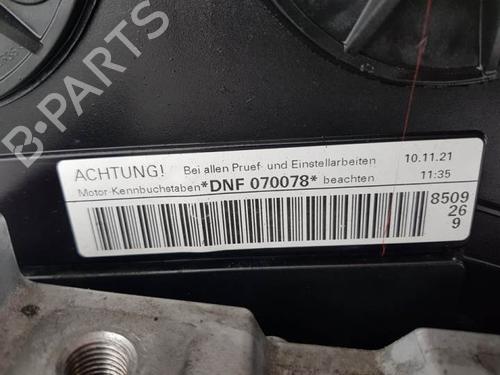 B-PARTS
ACHTUNG! Bei allen Pruef- und Einstellarbeiten 10.11.21
Motor-Kennbuchstaben *DNF 070078* beachten 11:35
8509
26
9